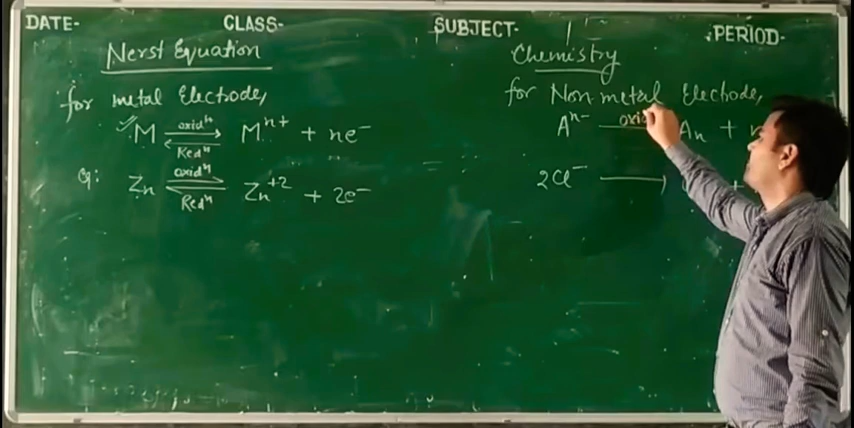 DATE- CLASS- SUBJECT- PERIOD-
Nerst Equation
Chemistry
for metal Electrode,
for Non-metal Electrode,
M ⇌ Mⁿ⁺ + ne⁻
oxidⁿ
Redⁿ
Aⁿ⁻ → Aₙ +
eg: Zn ⇌ Zn⁺² + 2e⁻
oxidⁿ
Redⁿ
2Cl⁻ → +